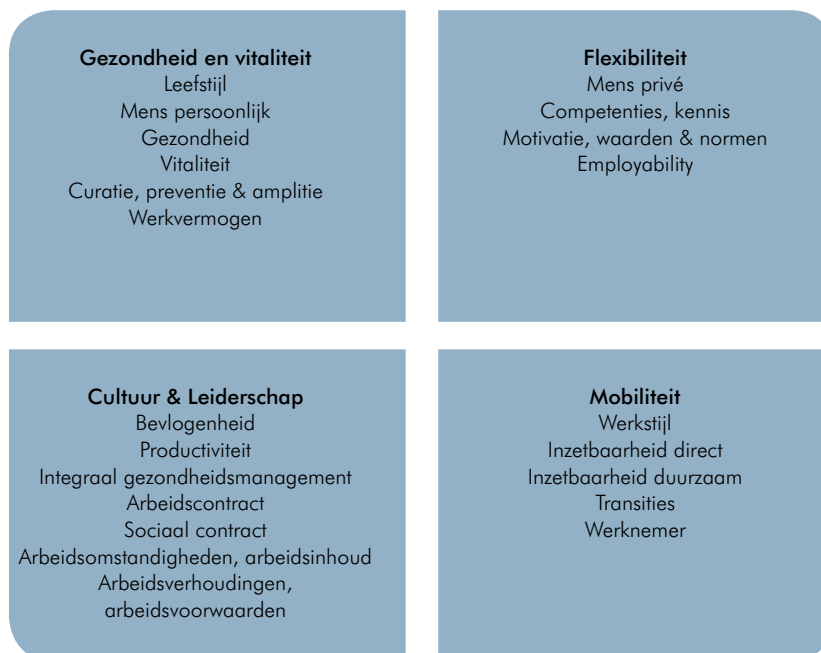 Gezondheid en vitaliteit
Leefstijl
Mens persoonlijk
Gezondheid
Vitaliteit
Curatie, preventie & amplitie
Werkvermogen
Flexibiliteit
Mens privé
Competenties, kennis
Motivatie, waarden & normen
Employability
Cultuur & Leiderschap
Bevlogenheid
Productiviteit
Integraal gezondheidsmanagement
Arbeidscontract
Sociaal contract
Arbeidsomstandigheden, arbeidsinhoud
Arbeidsverhoudingen,
arbeidsvoorwaarden
Mobiliteit
Werkstijl
Inzetbaarheid direct
Inzetbaarheid duurzaam
Transities
Werknemer